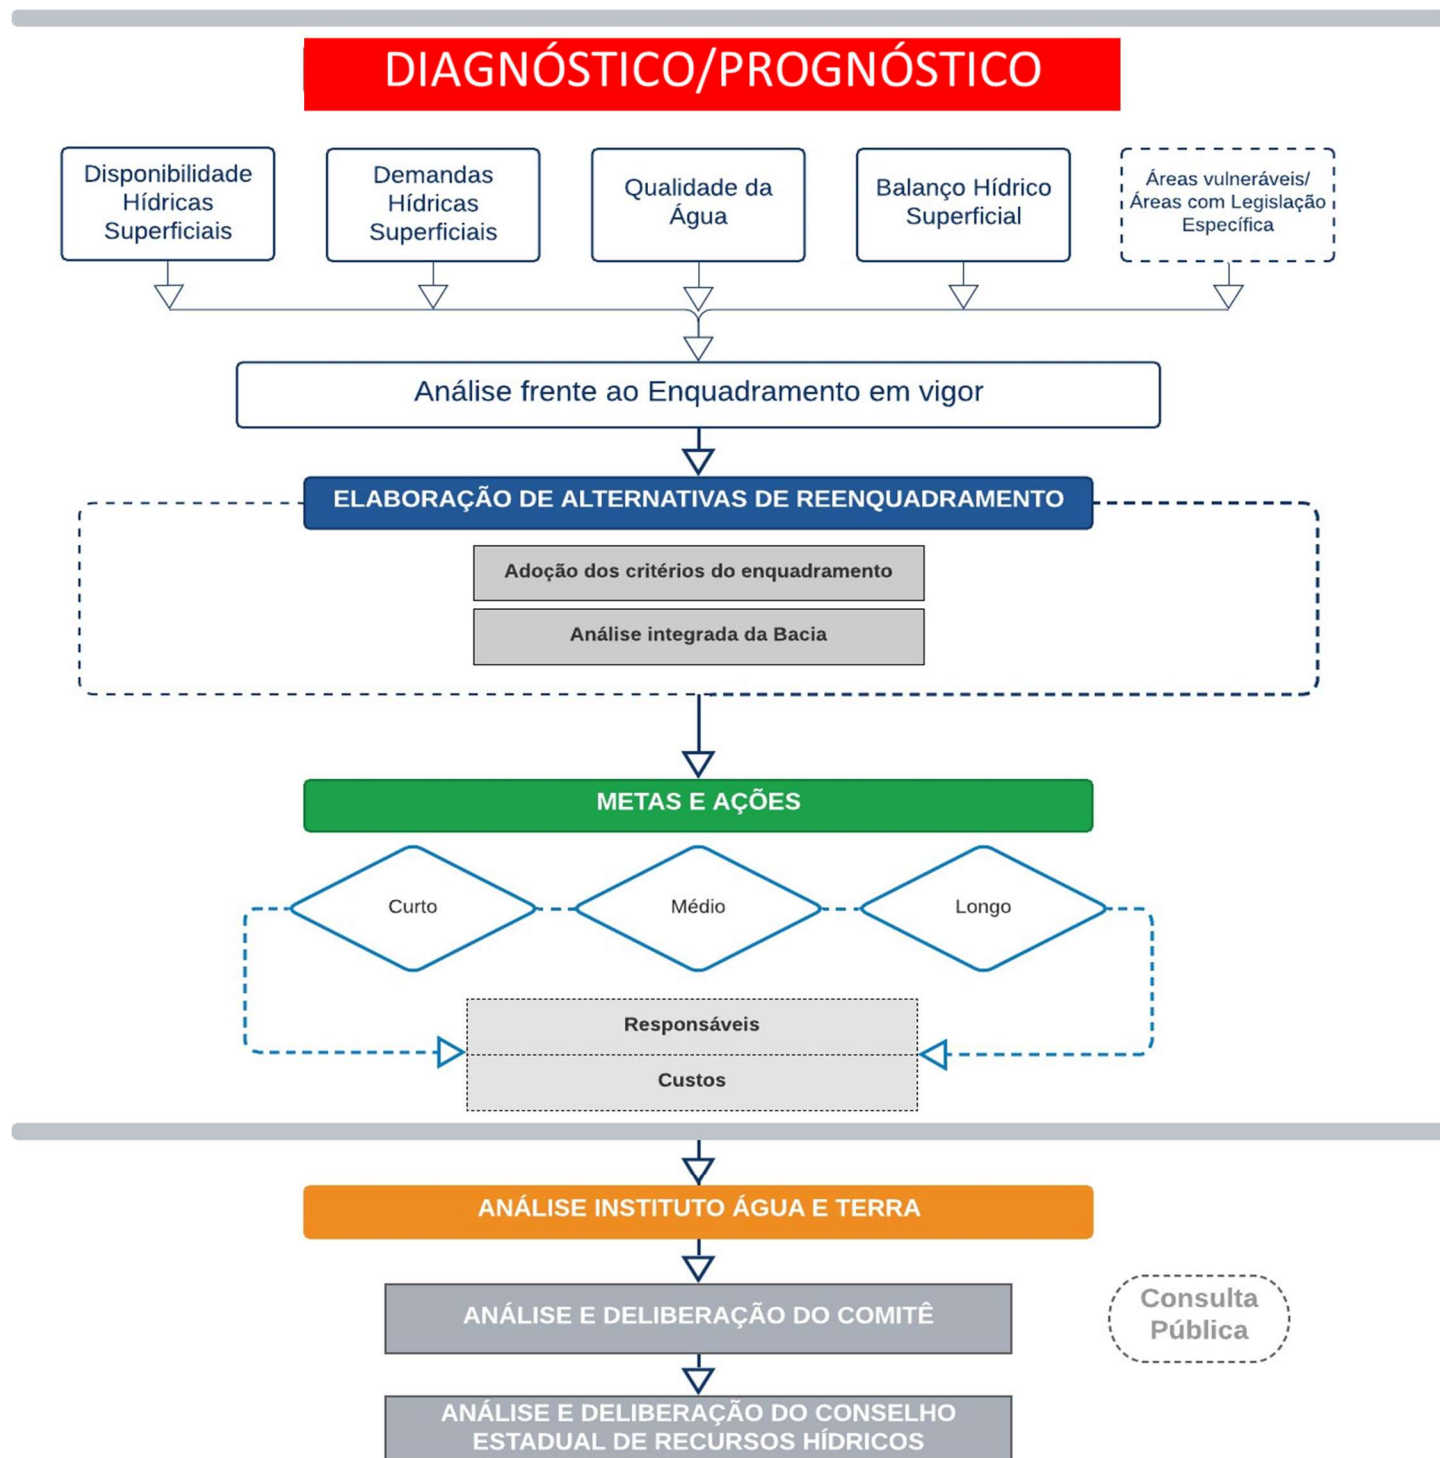 DIAGNÓSTICO/PROGNÓSTICO
Disponibilidade
Hídricas
Superficiais
Demandas
Hídricas
Superficiais
Qualidade da
Água
Balanço Hídrico
Superficial
Áreas vulneráveis/
Áreas com Legislação
Específica
Análise frente ao Enquadramento em vigor
ELABORAÇÃO DE ALTERNATIVAS DE REENQUADRAMENTO
Adoção dos critérios do enquadramento
Análise integrada da Bacia
METAS E AÇÕES
Curto
Médio
Longo
Responsáveis
Custos
ANÁLISE INSTITUTO ÁGUA E TERRA
ANÁLISE E DELIBERAÇÃO DO COMITÊ
Consulta
Pública
ANÁLISE E DELIBERAÇÃO DO CONSELHO
ESTADUAL DE RECURSOS HÍDRICOS